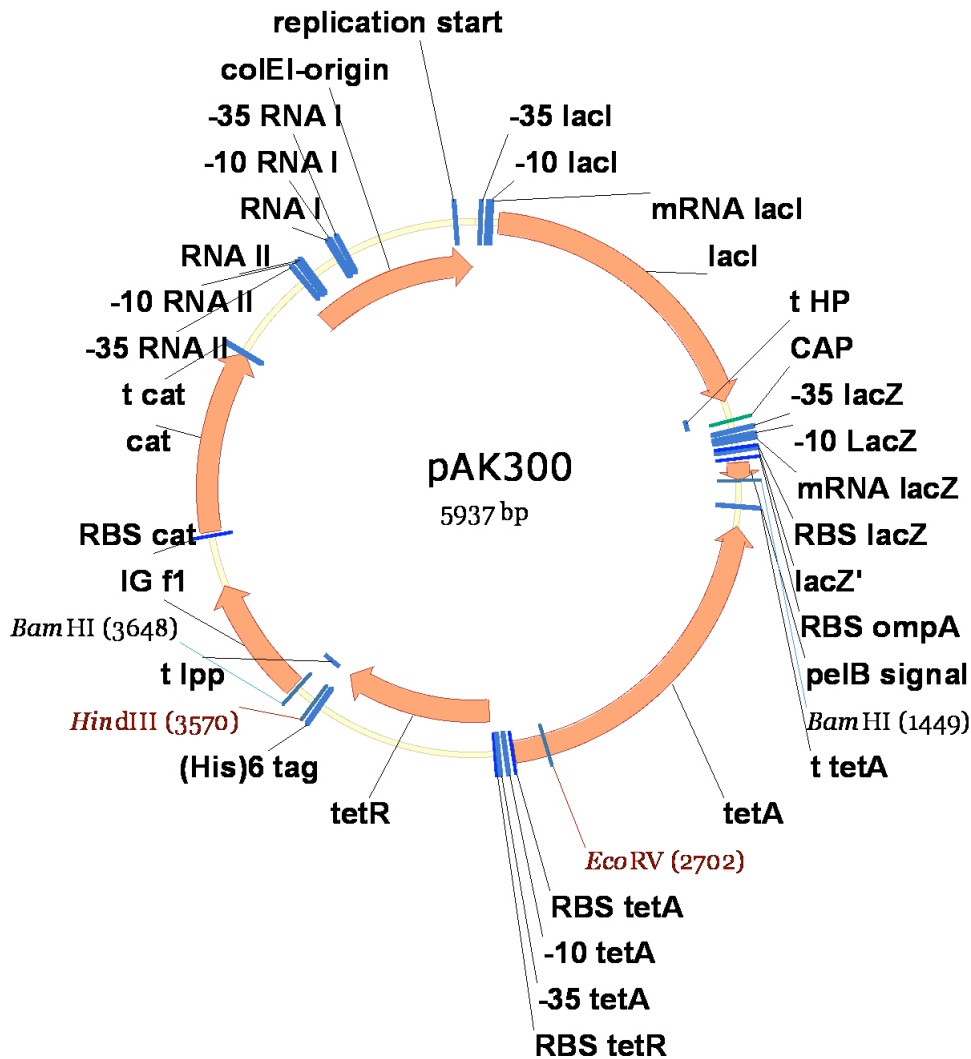 replication start
colEI-origin
-35 RNA I
-10 RNA I
RNA I
RNA II
-10 RNA II
-35 RNA II
t cat
cat
RBS cat
IG f1
BamHI (3648)
t lpp
HindIII (3570)
(His)6 tag
tetR
pAK300
5937 bp
-35 lacI
-10 lacI
mRNA lacI
lacI
t HP
CAP
-35 lacZ
-10 LacZ
mRNA lacZ
RBS lacZ
lacZ'
RBS ompA
pelB signal
BamHI (1449)
t tetA
tetA
EcoRV (2702)
RBS tetA
-10 tetA
-35 tetA
RBS tetR